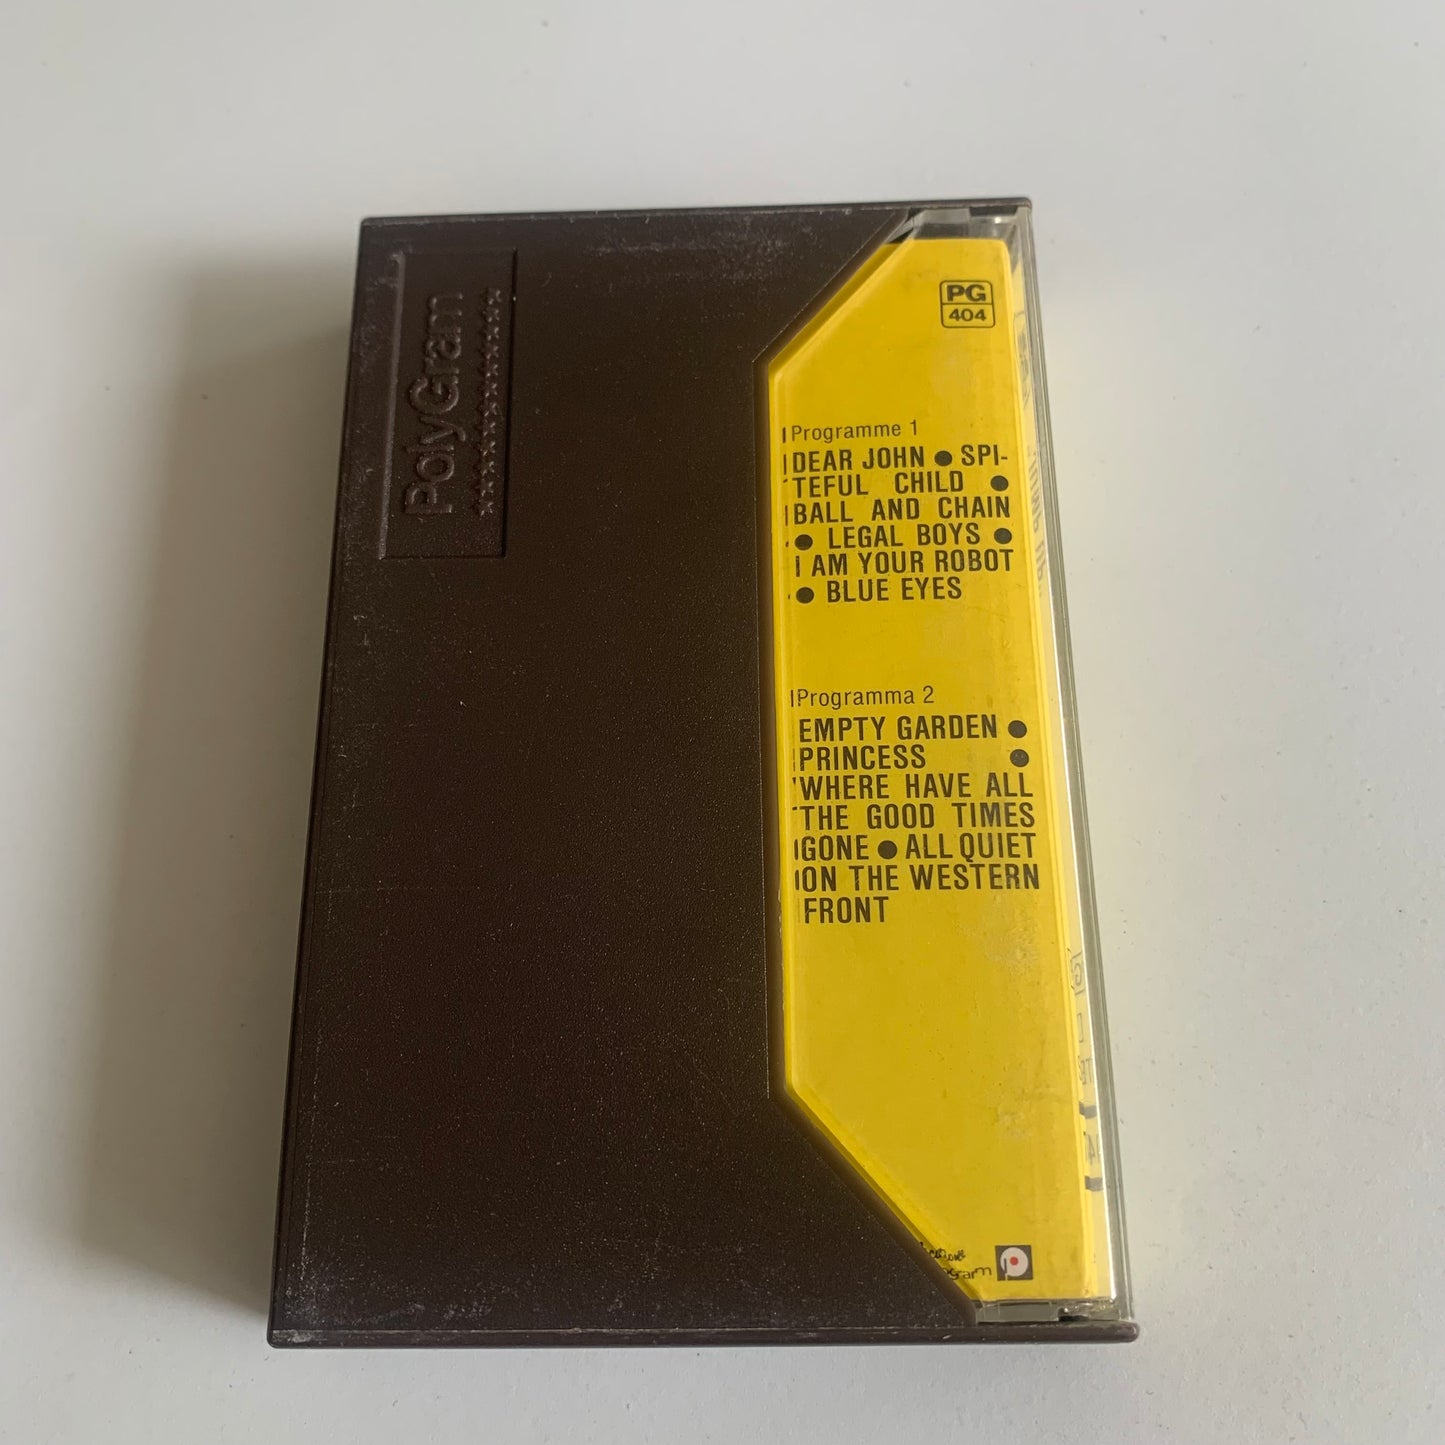 PolyGram
PG
404
Programme 1
DEAR JOHN ● SPI-
TEFUL CHILD ●
BALL AND CHAIN
● LEGAL BOYS ●
I AM YOUR ROBOT
● BLUE EYES
Programma 2
EMPTY GARDEN ●
PRINCESS ●
WHERE HAVE ALL
THE GOOD TIMES
GONE ● ALL QUIET
ON THE WESTERN
FRONT